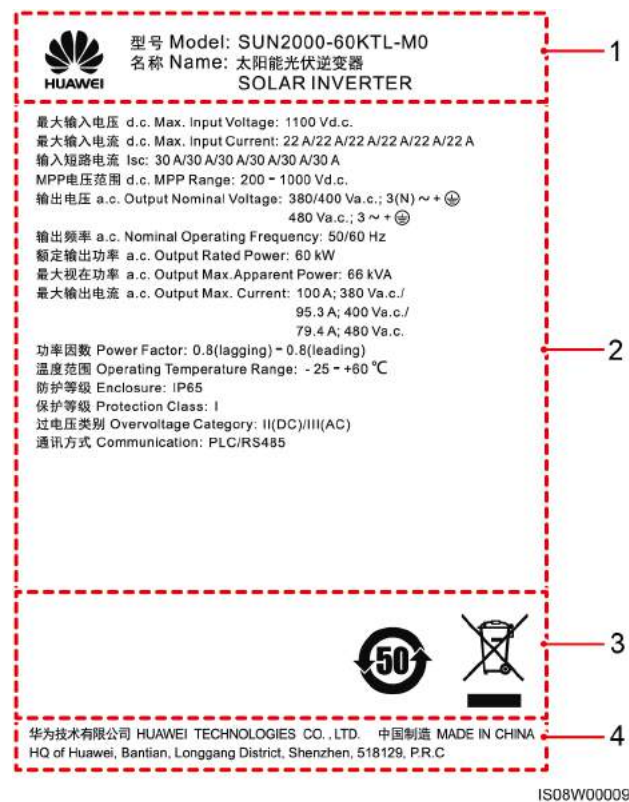 HUAWEI
型号 Model: SUN2000-60KTL-M0
名称 Name: 太阳能光伏逆变器
SOLAR INVERTER
1
最大输入电压 d.c. Max. Input Voltage: 1100 Vd.c.
最大输入电流 d.c. Max. Input Current: 22 A/22 A/22 A/22 A/22 A/22 A
输入短路电流 Isc: 30 A/30 A/30 A/30 A/30 A/30 A
MPP电压范围 d.c. MPP Range: 200 - 1000 Vd.c.
输出电压 a.c. Output Nominal Voltage: 380/400 Va.c.; 3(N) ~ + ⏚
480 Va.c.; 3 ~ + ⏚
输出频率 a.c. Nominal Operating Frequency: 50/60 Hz
额定输出功率 a.c. Output Rated Power: 60 kW
最大视在功率 a.c. Output Max.Apparent Power: 66 kVA
最大输出电流 a.c. Output Max. Current: 100 A; 380 Va.c./
95.3 A; 400 Va.c./
79.4 A; 480 Va.c.
功率因数 Power Factor: 0.8(lagging) - 0.8(leading)
温度范围 Operating Temperature Range: - 25 - +60 ℃
防护等级 Enclosure: IP65
保护等级 Protection Class: I
过电压类别 Overvoltage Category: II(DC)/III(AC)
通讯方式 Communication: PLC/RS485
2
50
3
华为技术有限公司 HUAWEI TECHNOLOGIES CO., LTD. 中国制造 MADE IN CHINA
HQ of Huawei, Bantian, Longgang District, Shenzhen, 518129, P.R.C
4
IS08W00009